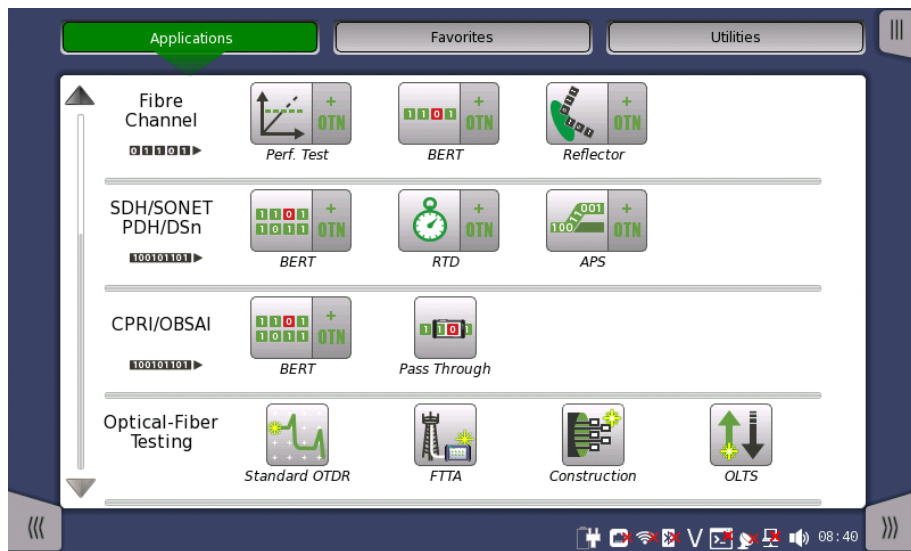 Applications
Favorites
Utilities
Fibre
Channel
01101
+
OTN
Perf. Test
1101
+
OTN
BERT
+
OTN
Reflector
SDH/SONET
PDH/DSn
100101101
1101
1011
+
OTN
BERT
+
OTN
RTD
001
100
+
OTN
APS
CPRI/OBSAI
100101101
1101
1011
+
OTN
BERT
1101
Pass Through
Optical-Fiber
Testing
Standard OTDR
FTTA
Construction
OLTS
V
08:40